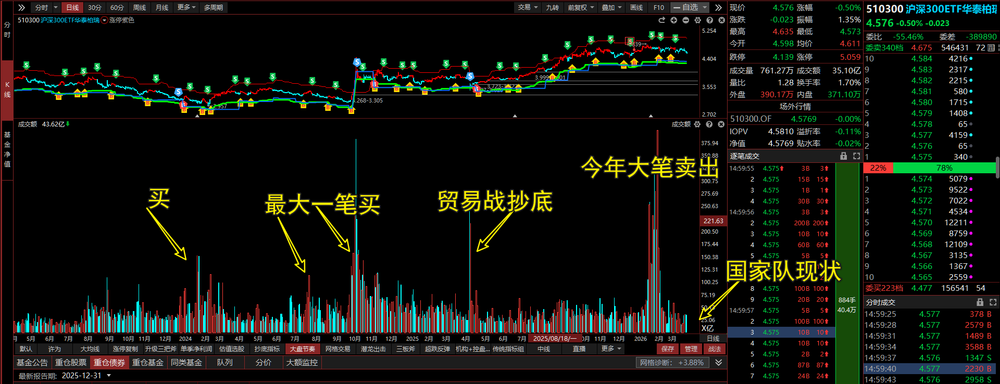 分时 日线 30分 60分 周线 月线 更多 多周期 交易 九转 前复权 叠加 画线 F10 一自选
510300 沪深300ETF华泰柏瑞 涨停紫色
分时
K线
基金净值
5.254
4.404
3.553
2.702
2.957
3.268-3.305
3.723-3.727
成交额 43.62亿
成交额
375.94
350.88
300.75
275.69
250.63
221.63
200.50
175.44
150.38
125.31
100.25
75.19
25.06
X亿
买
最大一笔买
贸易战抄底
今年大笔卖出
国家队现状
5月 6月 7月 8月 9月 10月 11月 12月 2024 2月 3月 5月 6月 7月 8月 9月 10月 11月 12月 2025 2月 3月 5月 6月 7月 2025/08/18/一 11月 12月 2026 2月 3月 日线
默认 许为 大均线 涨停复制 升级三把斧 单季净利润 估值选股 抄底指标 大盘节奏 网格交易 潜龙出击 三板斧 超跌反弹 机构+控盘... 传统指标组 中线 直播 更多 保存 管理 战法
基金公告 重仓股票 重仓债券 重仓基金 同类基金 队列 分价 大额监控 网格诊断: +3.88%
最新报告期: 2025-12-31
现价 4.576 涨幅 -0.50%
涨跌 -0.023 振幅 1.35%
最高 4.635 最低 4.573
今开 4.598 均价 4.611
跌停 4.139 涨停 5.059
成交量 761.27万 成交额 35.10亿
量比 1.28 换手率 1.70%
外盘 390.17万 内盘 371.10万
场外行情
510300.OF 4.5769 -0.00%
IOPV 4.5810 溢折率 -0.11%
净值 4.5769 贴水率 -0.02%
逐笔成交
14:59:55 4.575 3B 3
2 4.575 15B 15
3 4.575 1B 1
4 4.575 30B 30
14:59:56 4.575 3B 3
2 4.575 200B 200
3 4.575 10B 10
4 4.575 60B 60
5 4.575 5B 5
8 4.575 100B 100
9 4.575 20B 20
14:59:57 4.575 5B 5
2 4.575 100B 100
3 4.575 10B 10
4 4.575 10B 10
5 4.575 2B 2
6 4.575 87B 87
7 4.575 24B 24
884手
40.4万
510300 沪深300ETF华泰柏瑞
4.576 -0.50% -0.023
委比 -55.46% 委差 -389890
委卖340档 4.675 546431 72
10 4.584 4216
9 4.583 2317
8 4.582 2215
7 4.581 580
6 4.580 1715
5 4.579 1408
4 4.578 65
3 4.577 4159
2 4.576 65
1 4.575 340
22% 78%
1 4.574 5079
2 4.573 9522
3 4.572 7022
4 4.571 4534
5 4.570 12211
6 4.569 8759
7 4.568 12109
8 4.567 3135
9 4.566 1367
10 4.565 2559
委买223档 4.477 156541 54
分时成交
14:59:25 4.577 378 B
14:59:28 4.577 2579 B
14:59:31 4.577 1489 B
14:59:34 4.577 3588 B
14:59:37 4.576 1347 S
14:59:40 4.577 2230 B
14:59:43 4.576 2958 S